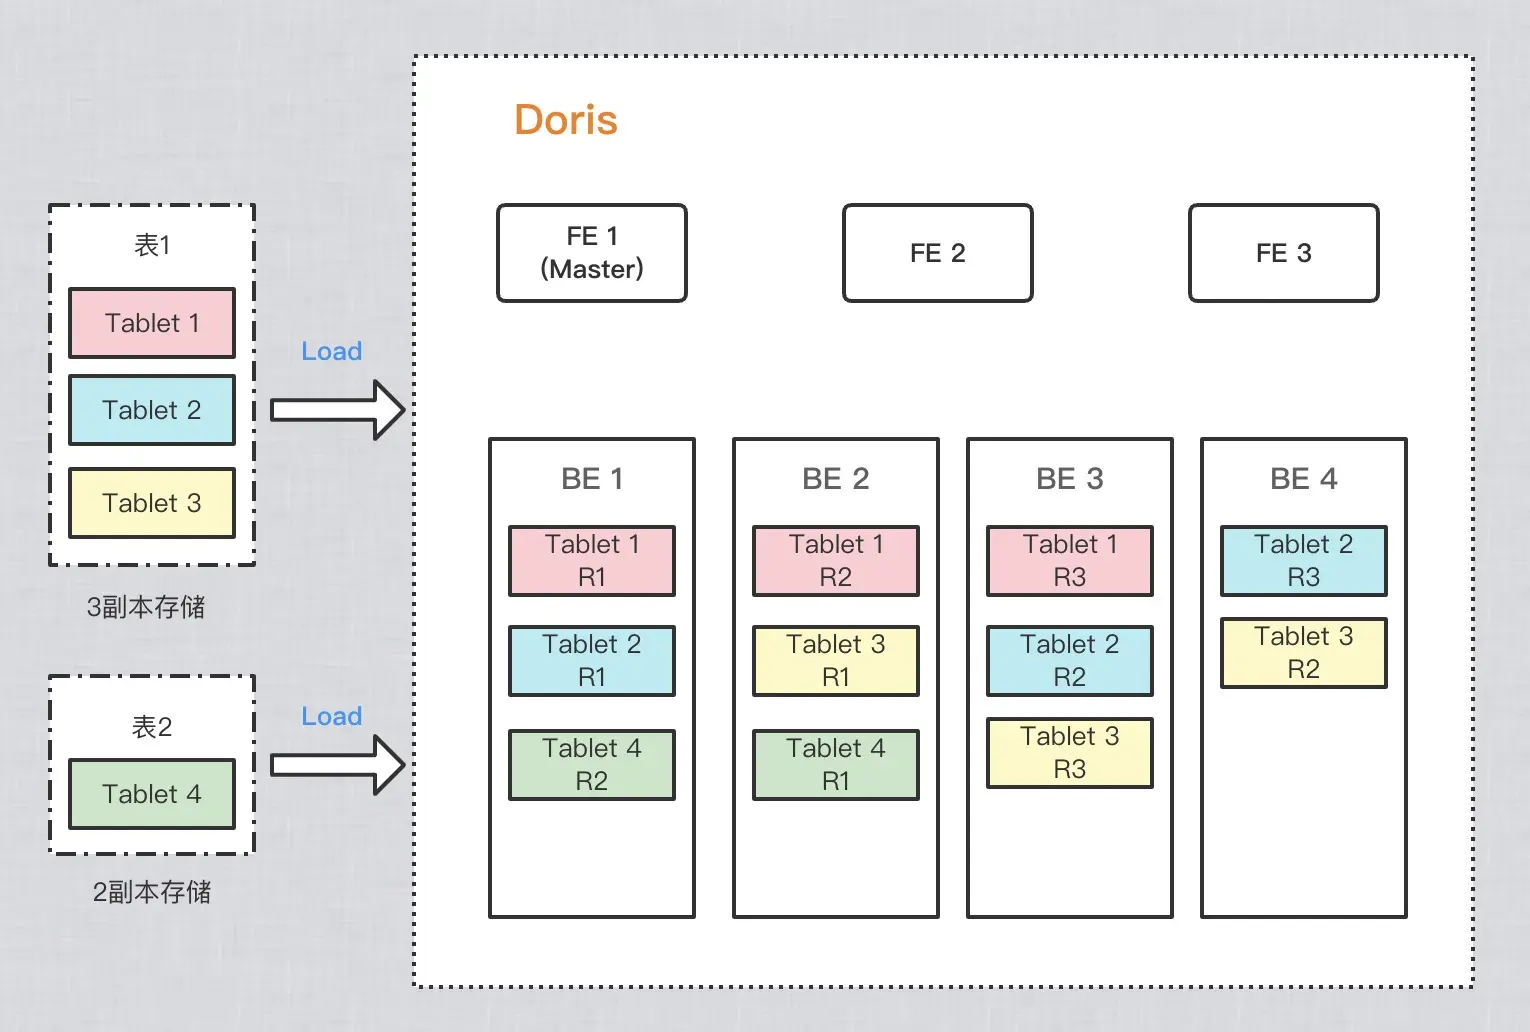 表1
Tablet 1
Tablet 2
Tablet 3
3副本存储
表2
Tablet 4
2副本存储
Load
Load
Doris
FE 1
(Master)
FE 2
FE 3
BE 1
Tablet 1
R1
Tablet 2
R1
Tablet 4
R2
BE 2
Tablet 1
R2
Tablet 3
R1
Tablet 4
R1
BE 3
Tablet 1
R3
Tablet 2
R2
Tablet 3
R3
BE 4
Tablet 2
R3
Tablet 3
R2